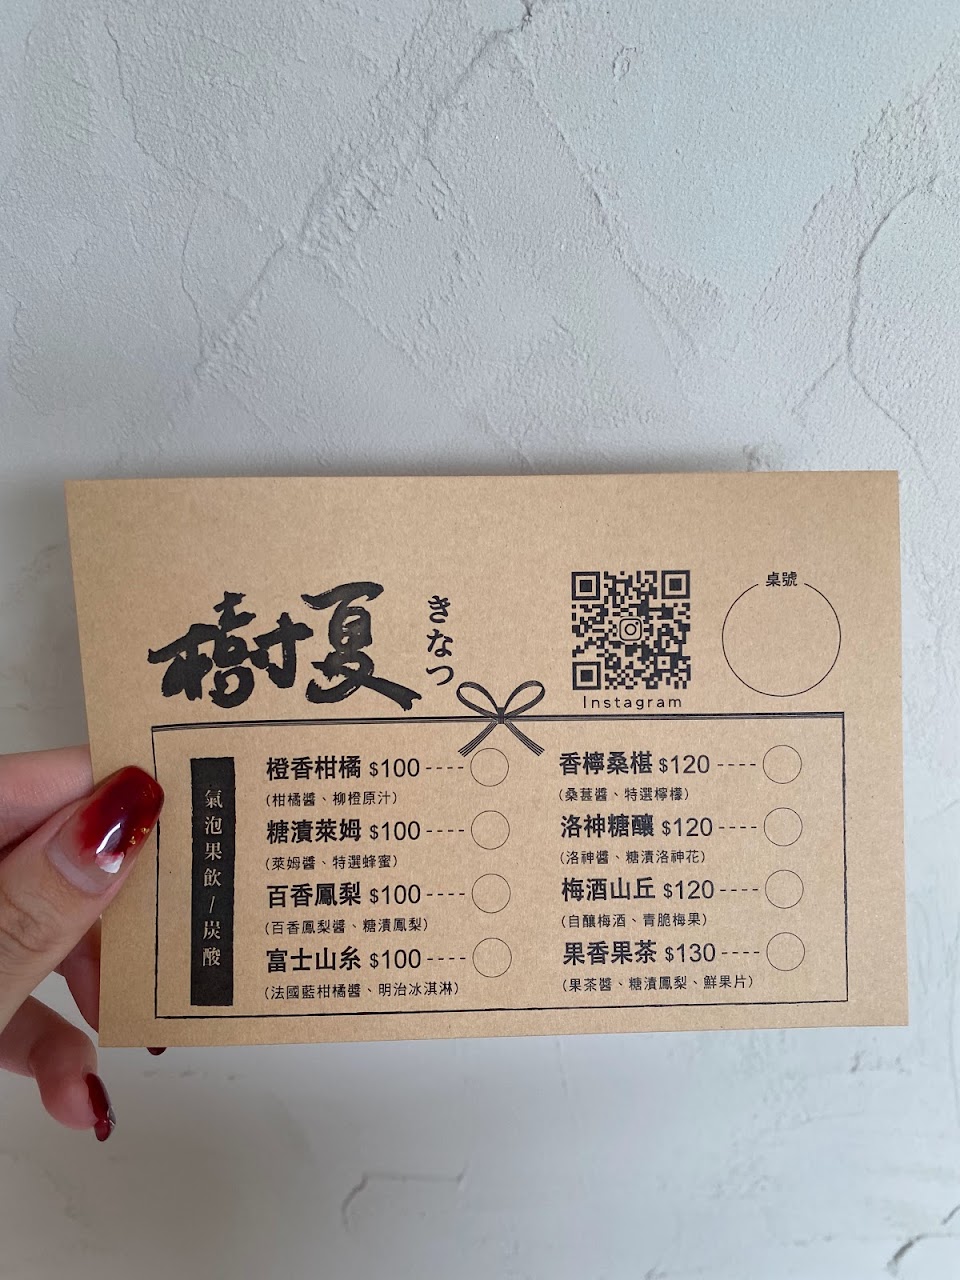 樹夏
きなつ
Instagram
桌號
氣泡果飲/炭酸
橙香柑橘 $100----
(柑橘醬、柳橙原汁)
糖漬萊姆 $100----
(萊姆醬、特選蜂蜜)
百香鳳梨 $100----
(百香鳳梨醬、糖漬鳳梨)
富士山糸 $100----
(法國藍柑橘醬、明治冰淇淋)
香檸桑椹 $120----
(桑葚醬、特選檸檬)
洛神糖釀 $120----
(洛神醬、糖漬洛神花)
梅酒山丘 $120----
(自釀梅酒、青脆梅果)
果香果茶 $130----
(果茶醬、糖漬鳳梨、鮮果片)